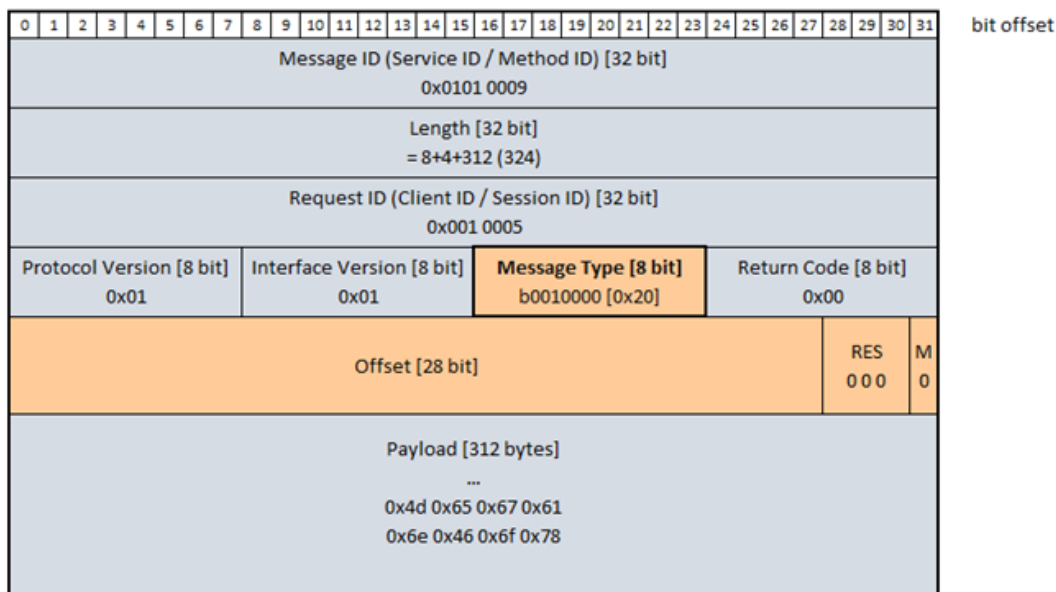 0 1 2 3 4 5 6 7 8 9 10 11 12 13 14 15 16 17 18 19 20 21 22 23 24 25 26 27 28 29 30 31 bit offset
Message ID (Service ID / Method ID) [32 bit]
0x0101 0009
Length [32 bit]
= 8+4+312 (324)
Request ID (Client ID / Session ID) [32 bit]
0x001 0005
Protocol Version [8 bit] Interface Version [8 bit] Message Type [8 bit] Return Code [8 bit]
0x01 0x01 b0010000 [0x20] 0x00
Offset [28 bit] RES M
0 0 0 0
Payload [312 bytes]
...
0x4d 0x65 0x67 0x61
0x6e 0x46 0x6f 0x78